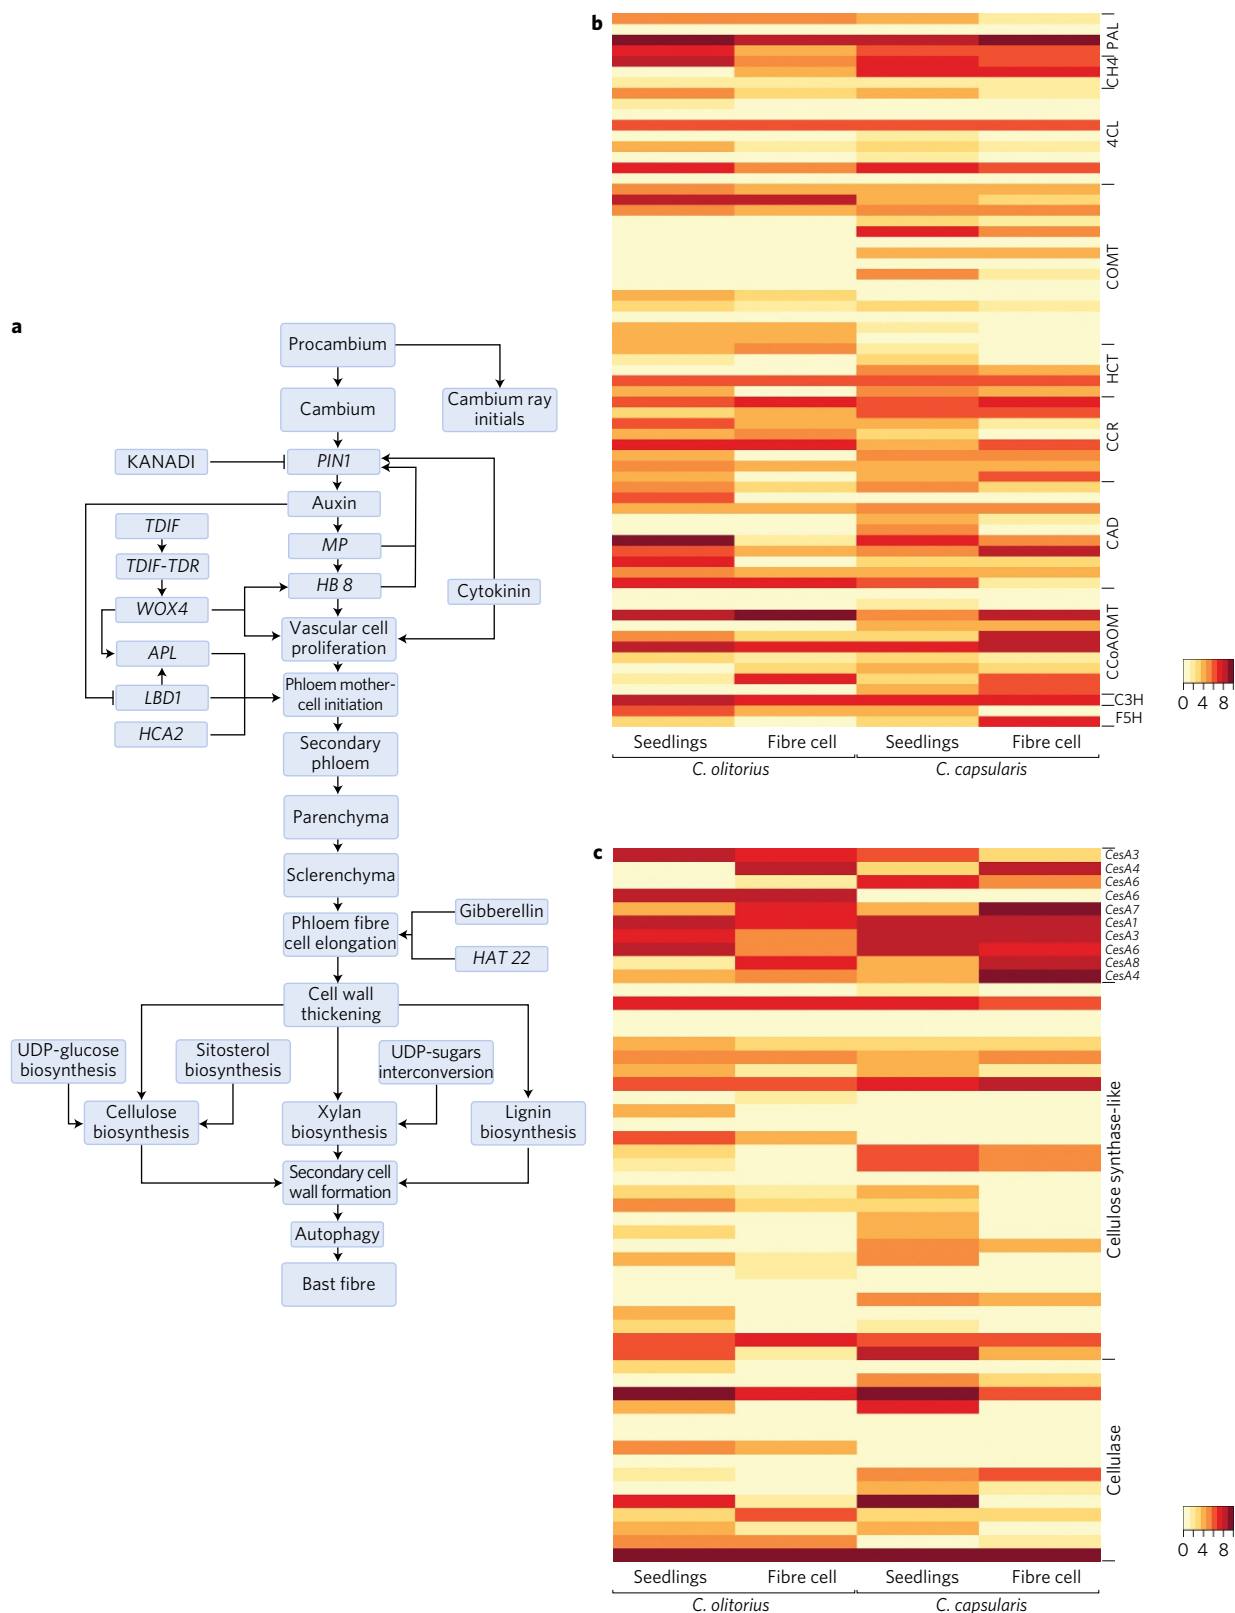 a
Procambium
Cambium
Cambium ray
initials
KANADI
PIN1
Auxin
TDIF
MP
TDIF-TDR
HB 8
Cytokinin
WOX4
Vascular cell
proliferation
APL
LBD1
Phloem mother-
cell initiation
HCA2
Secondary
phloem
Parenchyma
Sclerenchyma
Phloem fibre
cell elongation
Gibberellin
HAT 22
Cell wall
thickening
UDP-glucose
biosynthesis
Sitosterol
biosynthesis
UDP-sugars
interconversion
Cellulose
biosynthesis
Xylan
biosynthesis
Lignin
biosynthesis
Secondary cell
wall formation
Autophagy
Bast fibre
b
PAL
CH4
4CL
COMT
HCT
CCR
CAD
CCoAOMT
C3H
F5H
0 4 8
Seedlings Fibre cell Seedlings Fibre cell
C. olitorius C. capsularis
c
CesA3
CesA4
CesA6
CesA6
CesA7
CesA1
CesA3
CesA6
CesA8
CesA4
Cellulose synthase-like
Cellulase
0 4 8
Seedlings Fibre cell Seedlings Fibre cell
C. olitorius C. capsularis